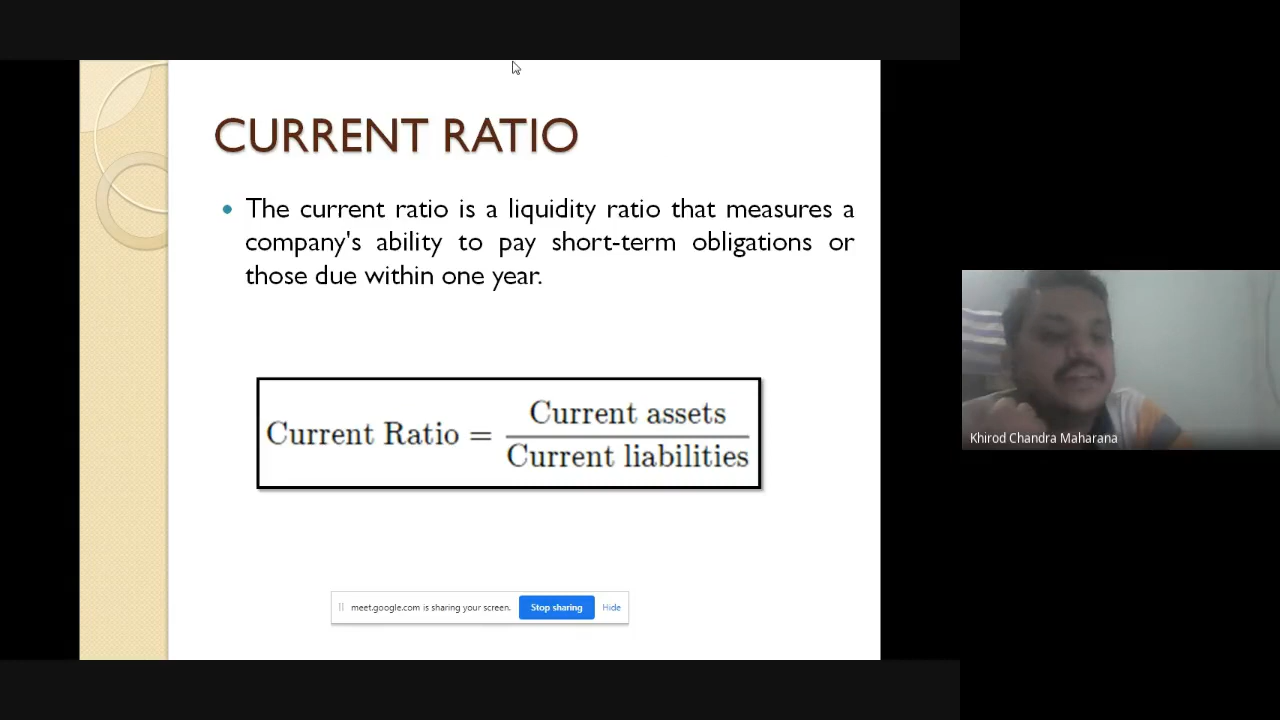 CURRENT RATIO
The current ratio is a liquidity ratio that measures a
company's ability to pay short-term obligations or
those due within one year.
Current Ratio = Current assets
Current liabilities
meet.google.com is sharing your screen. Stop sharing Hide
Khirod Chandra Maharana